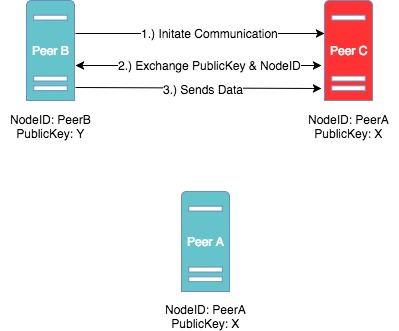 1.) Initate Communication
Peer B
Peer C
2.) Exchange PublicKey & NodeID
3.) Sends Data
NodeID: PeerB
PublicKey: Y
NodeID: PeerA
PublicKey: X
Peer A
NodeID: PeerA
PublicKey: X